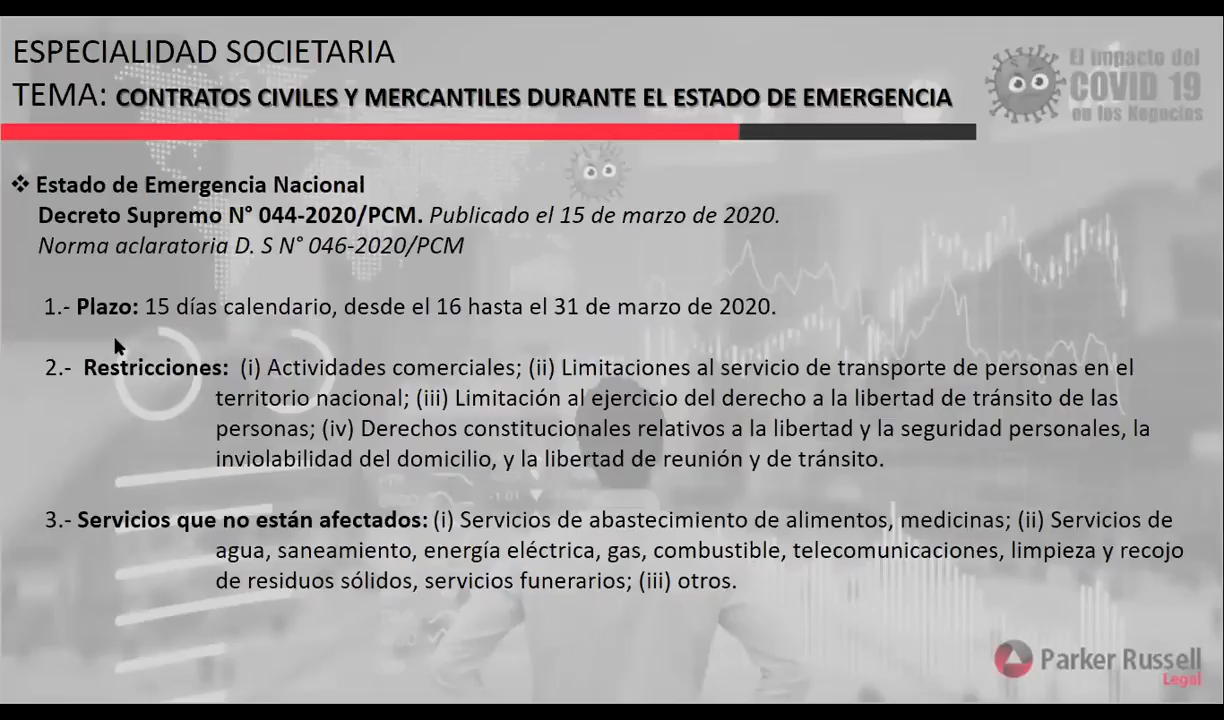 ESPECIALIDAD SOCIETARIA
TEMA: CONTRATOS CIVILES Y MERCANTILES DURANTE EL ESTADO DE EMERGENCIA
El impacto del
COVID 19
en los Negocios
❖ Estado de Emergencia Nacional
Decreto Supremo N° 044-2020/PCM. Publicado el 15 de marzo de 2020.
Norma aclaratoria D. S N° 046-2020/PCM
1.- Plazo: 15 días calendario, desde el 16 hasta el 31 de marzo de 2020.
2.- Restricciones: (i) Actividades comerciales; (ii) Limitaciones al servicio de transporte de personas en el
territorio nacional; (iii) Limitación al ejercicio del derecho a la libertad de tránsito de las
personas; (iv) Derechos constitucionales relativos a la libertad y la seguridad personales, la
inviolabilidad del domicilio, y la libertad de reunión y de tránsito.
3.- Servicios que no están afectados: (i) Servicios de abastecimiento de alimentos, medicinas; (ii) Servicios de
agua, saneamiento, energía eléctrica, gas, combustible, telecomunicaciones, limpieza y recojo
de residuos sólidos, servicios funerarios; (iii) otros.
Parker Russell
Legal